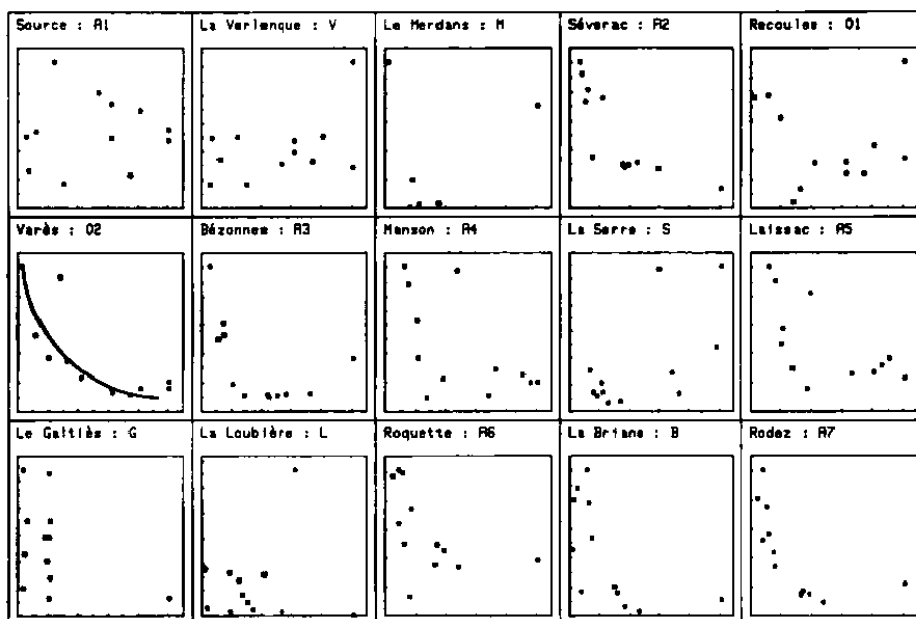 Source : A1
La Verlenque : V
Le Merdans : M
Séverac : A2
Recoules : O1
Varès : O2
Bézonnes : A3
Manson : A4
La Serre : S
Laissac : A5
Le Galtiès : G
La Loubière : L
Roquette : A6
La Briane : B
Rodez : A7